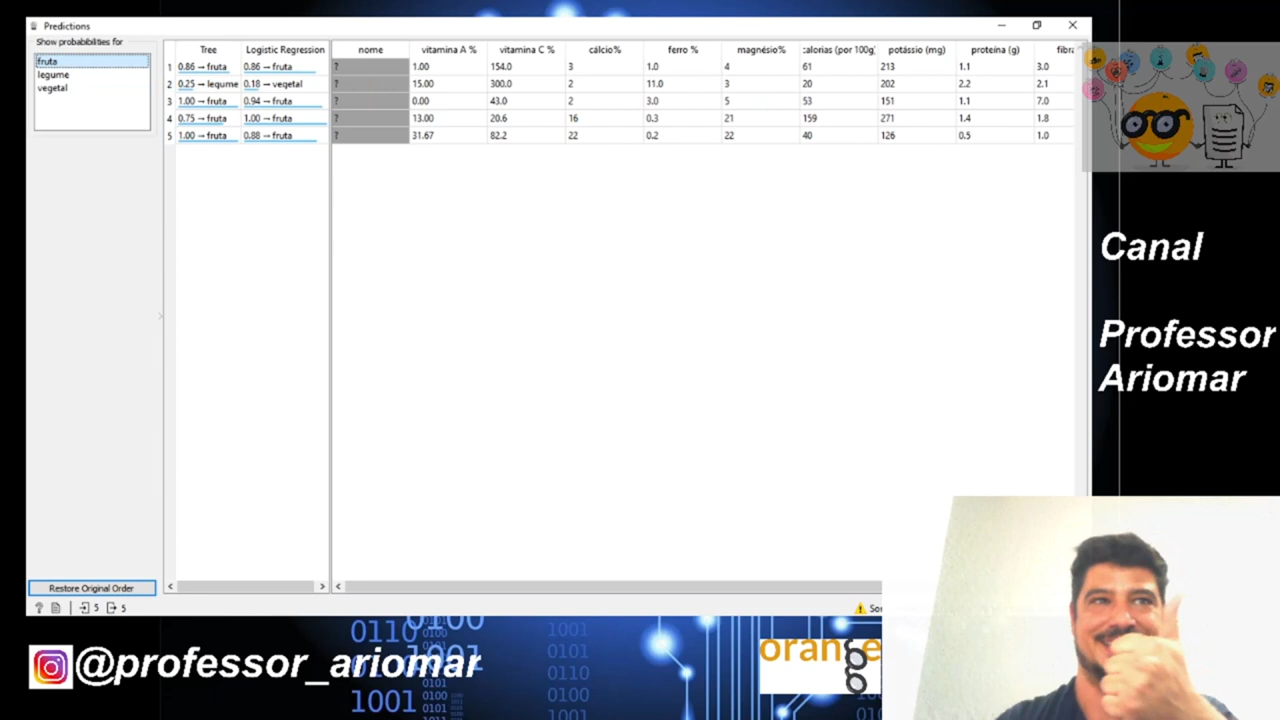 Predictions
Show probabilities for
fruta
legume
vegetal
Tree Logistic Regression nome vitamina A % vitamina C % cálcio% ferro % magnésio% calorias (por 100g) potássio (mg) proteína (g) fibra
1 0.86 → fruta 0.86 → fruta ? 1.00 154.0 3 1.0 4 61 213 1.1 3.0
2 0.25 → legume 0.18 → vegetal ? 15.00 300.0 2 11.0 3 20 202 2.2 2.1
3 1.00 → fruta 0.94 → fruta ? 0.00 43.0 2 3.0 5 53 151 1.1 7.0
4 0.75 → fruta 1.00 → fruta ? 13.00 20.6 16 0.3 21 159 271 1.4 1.8
5 1.00 → fruta 0.88 → fruta ? 31.67 82.2 22 0.2 22 40 126 0.5 1.0
Restore Original Order
? 5 5
Canal
Professor
Ariomar
@professor_ariomar
orange